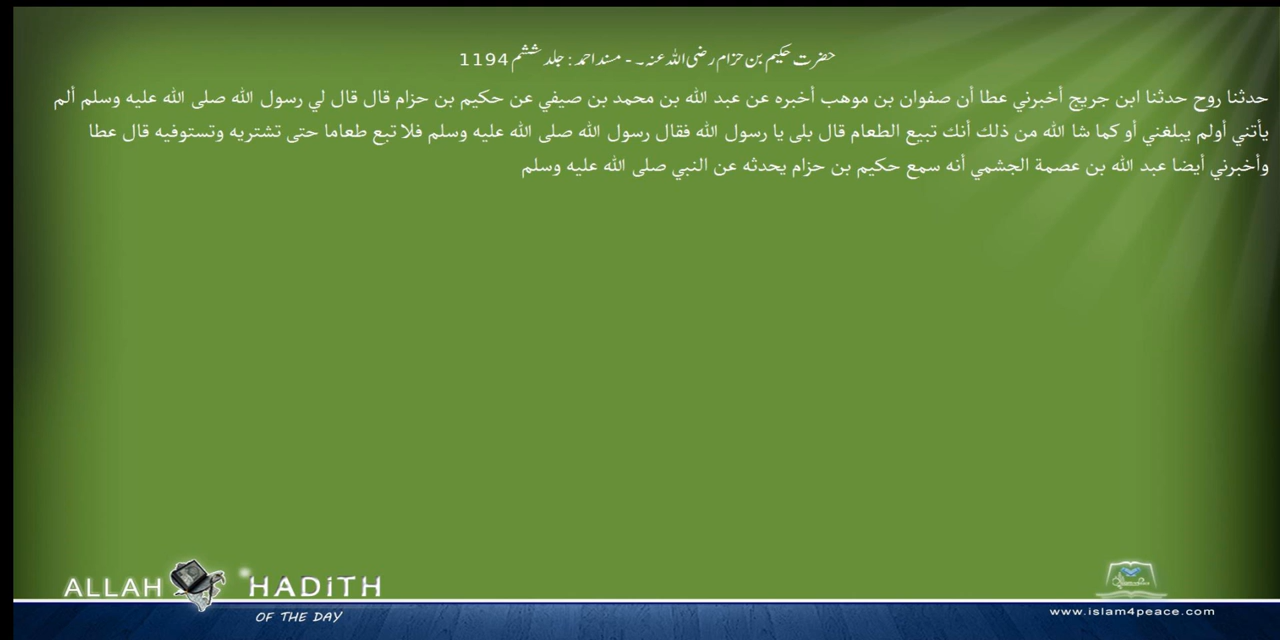 حضرت حکیم بن حزام رضی اللہ عنہ۔ ۔ مسند احمد : جلد ششم 1194
حدثنا روح حدثنا ابن جريج أخبرني عطا أن صفوان بن موهب أخبره عن عبد الله بن محمد بن صيفي عن حكيم بن حزام قال قال لي رسول الله صلى الله عليه وسلم ألم
يأتني أولم يبلغني أو كما شا الله من ذلك أنك تبيع الطعام قال بلى يا رسول الله فقال رسول الله صلى الله عليه وسلم فلا تبع طعاما حتى تشتريه وتستوفيه قال عطا
وأخبرني أيضا عبد الله بن عصمة الجشمي أنه سمع حكيم بن حزام يحدثه عن النبي صلى الله عليه وسلم
ALLAH HADiTH
OF THE DAY
www.islam4peace.com